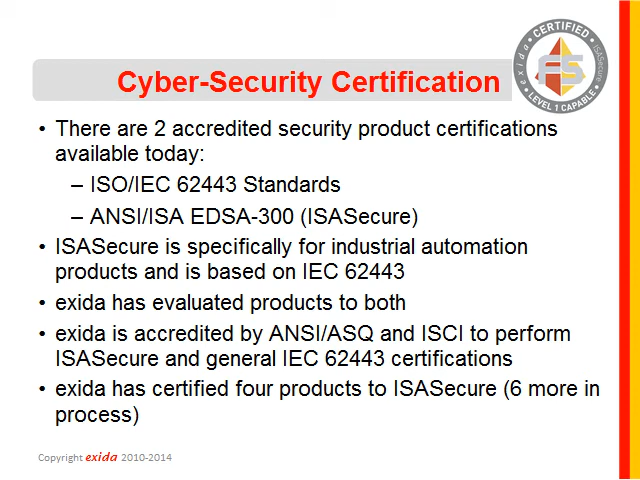 CERTIFIED
exida
ISASecure
FS
LEVEL 1 CAPABLE
Cyber-Security Certification
• There are 2 accredited security product certifications
available today:
– ISO/IEC 62443 Standards
– ANSI/ISA EDSA-300 (ISASecure)
• ISASecure is specifically for industrial automation
products and is based on IEC 62443
• exida has evaluated products to both
• exida is accredited by ANSI/ASQ and ISCI to perform
ISASecure and general IEC 62443 certifications
• exida has certified four products to ISASecure (6 more in
process)
Copyright exida 2010-2014